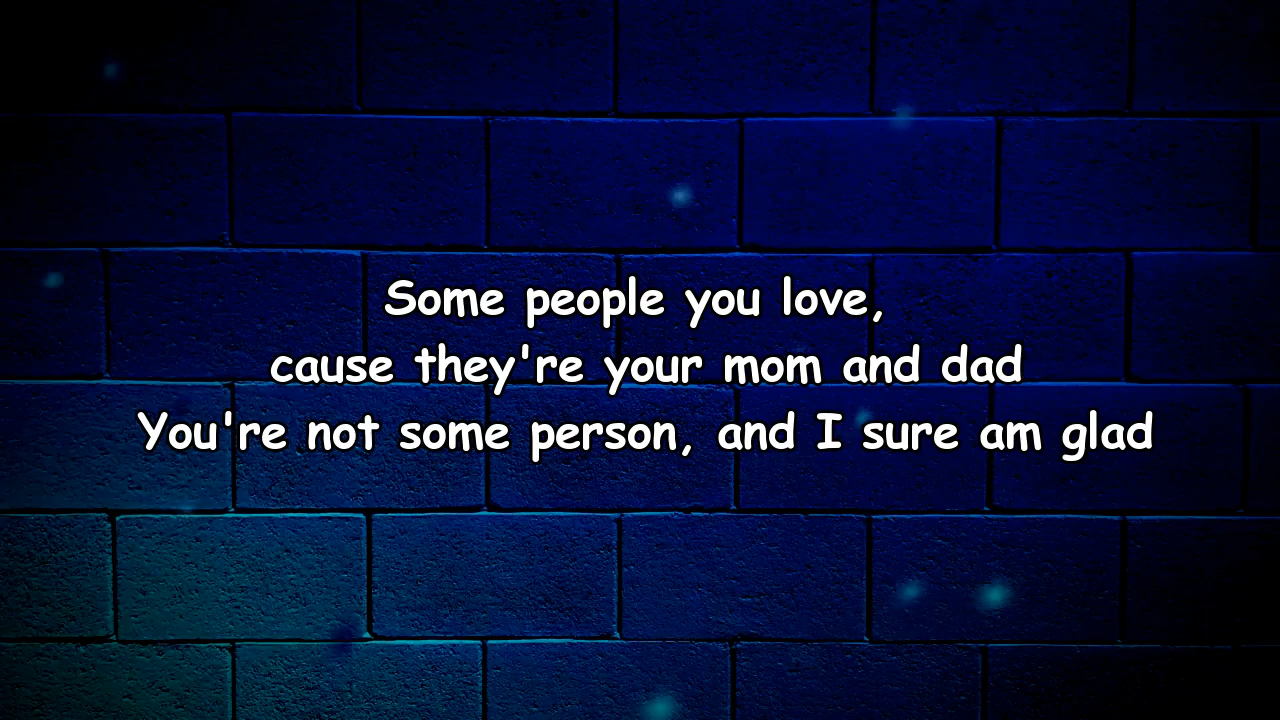 Some people you love,
cause they're your mom and dad
You're not some person, and I sure am glad